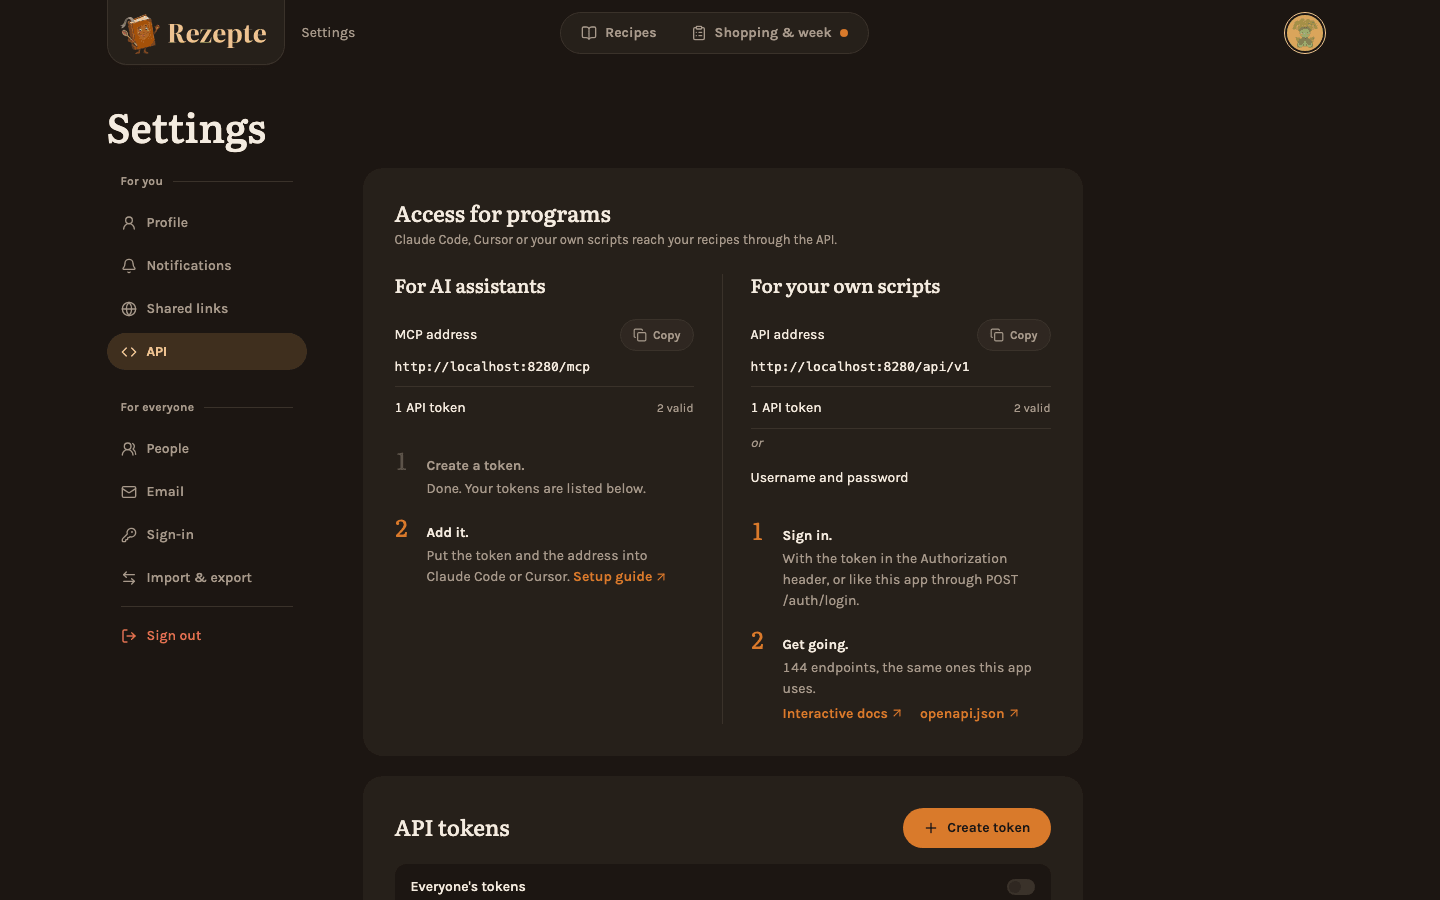 Rezepte
Settings
Recipes
Shopping & week
Settings
For you
Profile
Notifications
Shared links
API
For everyone
People
Email
Sign-in
Import & export
Sign out
Access for programs
Claude Code, Cursor or your own scripts reach your recipes through the API.
For AI assistants
MCP address
Copy
http://localhost:8280/mcp
1 API token
2 valid
1
Create a token.
Done. Your tokens are listed below.
2
Add it.
Put the token and the address into
Claude Code or Cursor. Setup guide
For your own scripts
API address
Copy
http://localhost:8280/api/v1
1 API token
2 valid
or
Username and password
1
Sign in.
With the token in the Authorization
header, or like this app through POST
/auth/login.
2
Get going.
144 endpoints, the same ones this app
uses.
Interactive docs
openapi.json
API tokens
Create token
Everyone's tokens